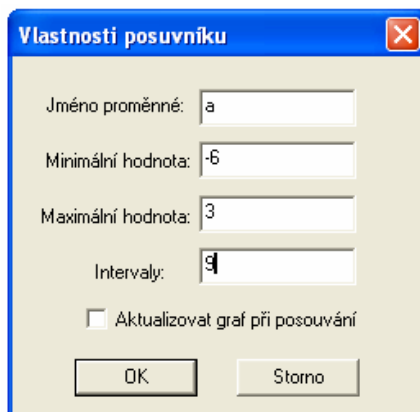 Vlastnosti posuvníku
Jméno proměnné: a
Minimální hodnota: -6
Maximální hodnota: 3
Intervaly: 9
Aktualizovat graf při posouvání
OK Storno